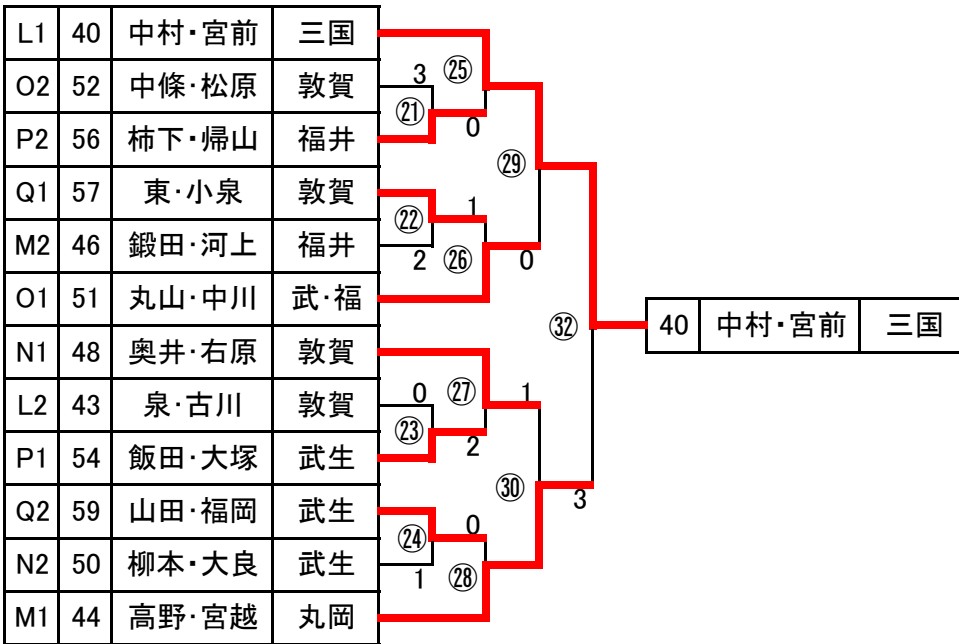 L1 40 中村・宮前 三国
O2 52 中條・松原 敦賀
P2 56 柿下・帰山 福井
Q1 57 東・小泉 敦賀
M2 46 鍛田・河上 福井
O1 51 丸山・中川 武・福
N1 48 奥井・右原 敦賀
L2 43 泉・古川 敦賀
P1 54 飯田・大塚 武生
Q2 59 山田・福岡 武生
N2 50 柳本・大良 武生
M1 44 高野・宮越 丸岡
3 ㉕
㉑ 0
㉙
㉒ 1
2 ㉖ 0
㉜
0 ㉗ 1
㉓ 2
㉚ 3
㉔ 0
1 ㉘
40 中村・宮前 三国